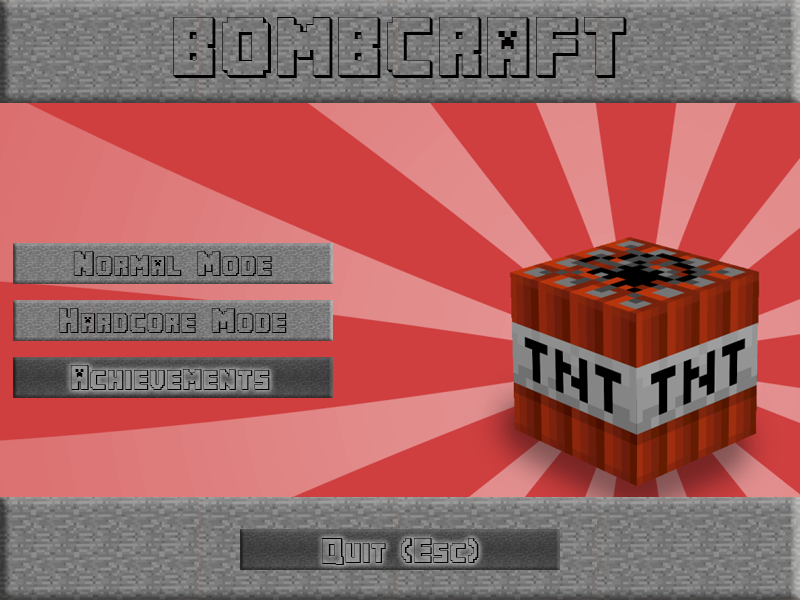 BOMBCRAFT
Normal Mode
Hardcore Mode
Achievements
TNT TNT
Quit (Esc)